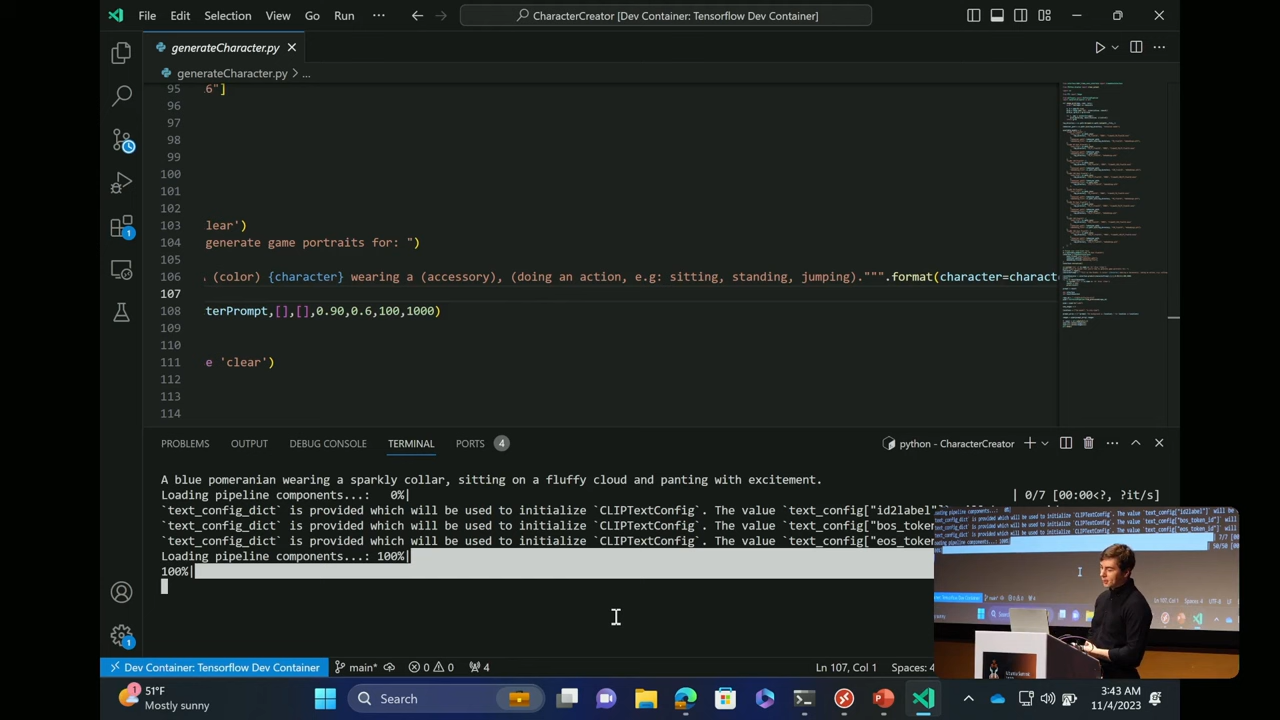 File Edit Selection View Go Run ··· CharacterCreator [Dev Container: Tensorflow Dev Container]
generateCharacter.py
generateCharacter.py > ...
95 6"]
96
97
98
99
100
101
102
103 lear')
104 generate game portraits for: ")
105
106 (color) {character} wearing a (accessory), (doing an action, e.g: sitting, standing, jumping).""".format(character=charact
107
108 terPrompt,[],[],0.90,0.9,100,1000)
109
111 e 'clear')
112
113
114
PROBLEMS OUTPUT DEBUG CONSOLE TERMINAL PORTS 4 python - CharacterCreator
A blue pomeranian wearing a sparkly collar, sitting on a fluffy cloud and panting with excitement.
Loading pipeline components...: 0%| | 0/7 [00:00<?, ?it/s]
`text_config_dict` is provided which will be used to initialize `CLIPTextConfig`. The value `text_config["id2label"]
`text_config_dict` is provided which will be used to initialize `CLIPTextConfig`. The value `text_config["bos_token
`text_config_dict` is provided which will be used to initialize `CLIPTextConfig`. The value `text_config["eos_token
Loading pipeline components...: 100%|
100%|
Dev Container: Tensorflow Dev Container main* 0 0 4 Ln 107, Col 1 Spaces: 4
51°F
Mostly sunny
Search
3:43 AM
11/4/2023